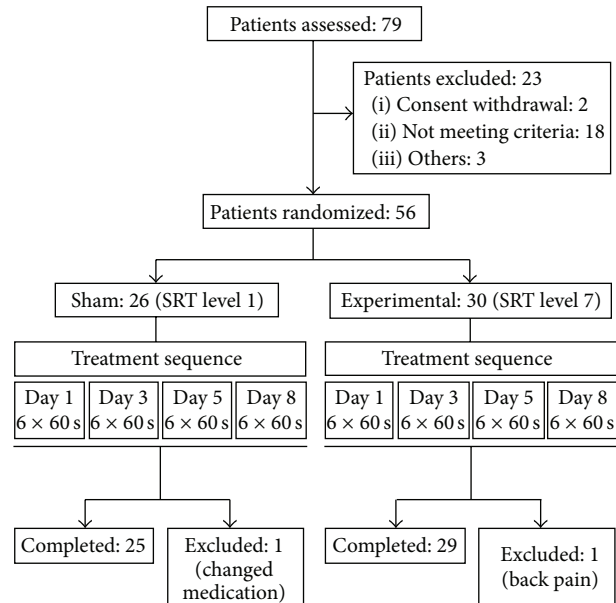 Patients assessed: 79
Patients excluded: 23
(i) Consent withdrawal: 2
(ii) Not meeting criteria: 18
(iii) Others: 3
Patients randomized: 56
Sham: 26 (SRT level 1)
Experimental: 30 (SRT level 7)
Treatment sequence
Treatment sequence
Day 1
6 × 60 s
Day 3
6 × 60 s
Day 5
6 × 60 s
Day 8
6 × 60 s
Day 1
6 × 60 s
Day 3
6 × 60 s
Day 5
6 × 60 s
Day 8
6 × 60 s
Completed: 25
Excluded: 1
(changed
medication)
Completed: 29
Excluded: 1
(back pain)